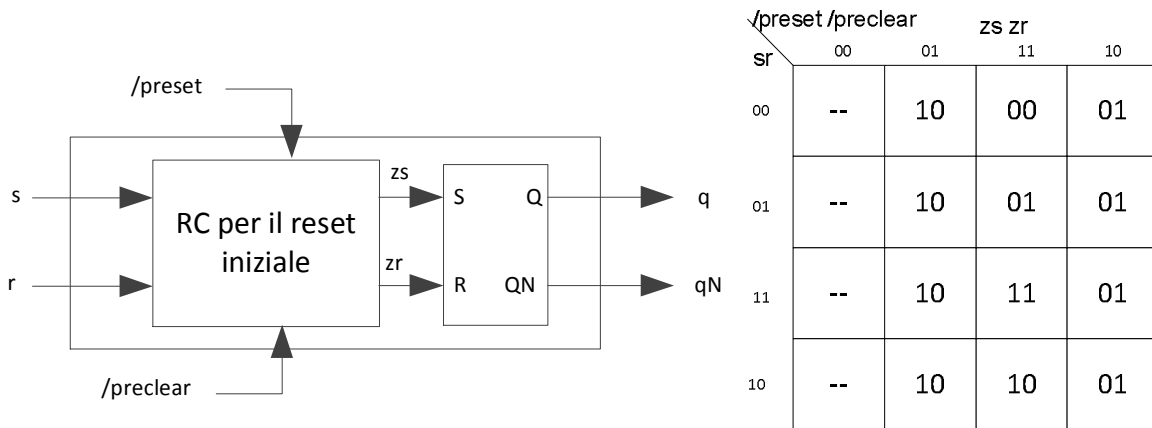 /preset
s
r
RC per il reset
iniziale
zs
zr
S
Q
R
QN
q
qN
/preclear
/preset /preclear
zs zr
sr
00 01 11 10
00 -- 10 00 01
01 -- 10 01 01
11 -- 10 11 01
10 -- 10 10 01